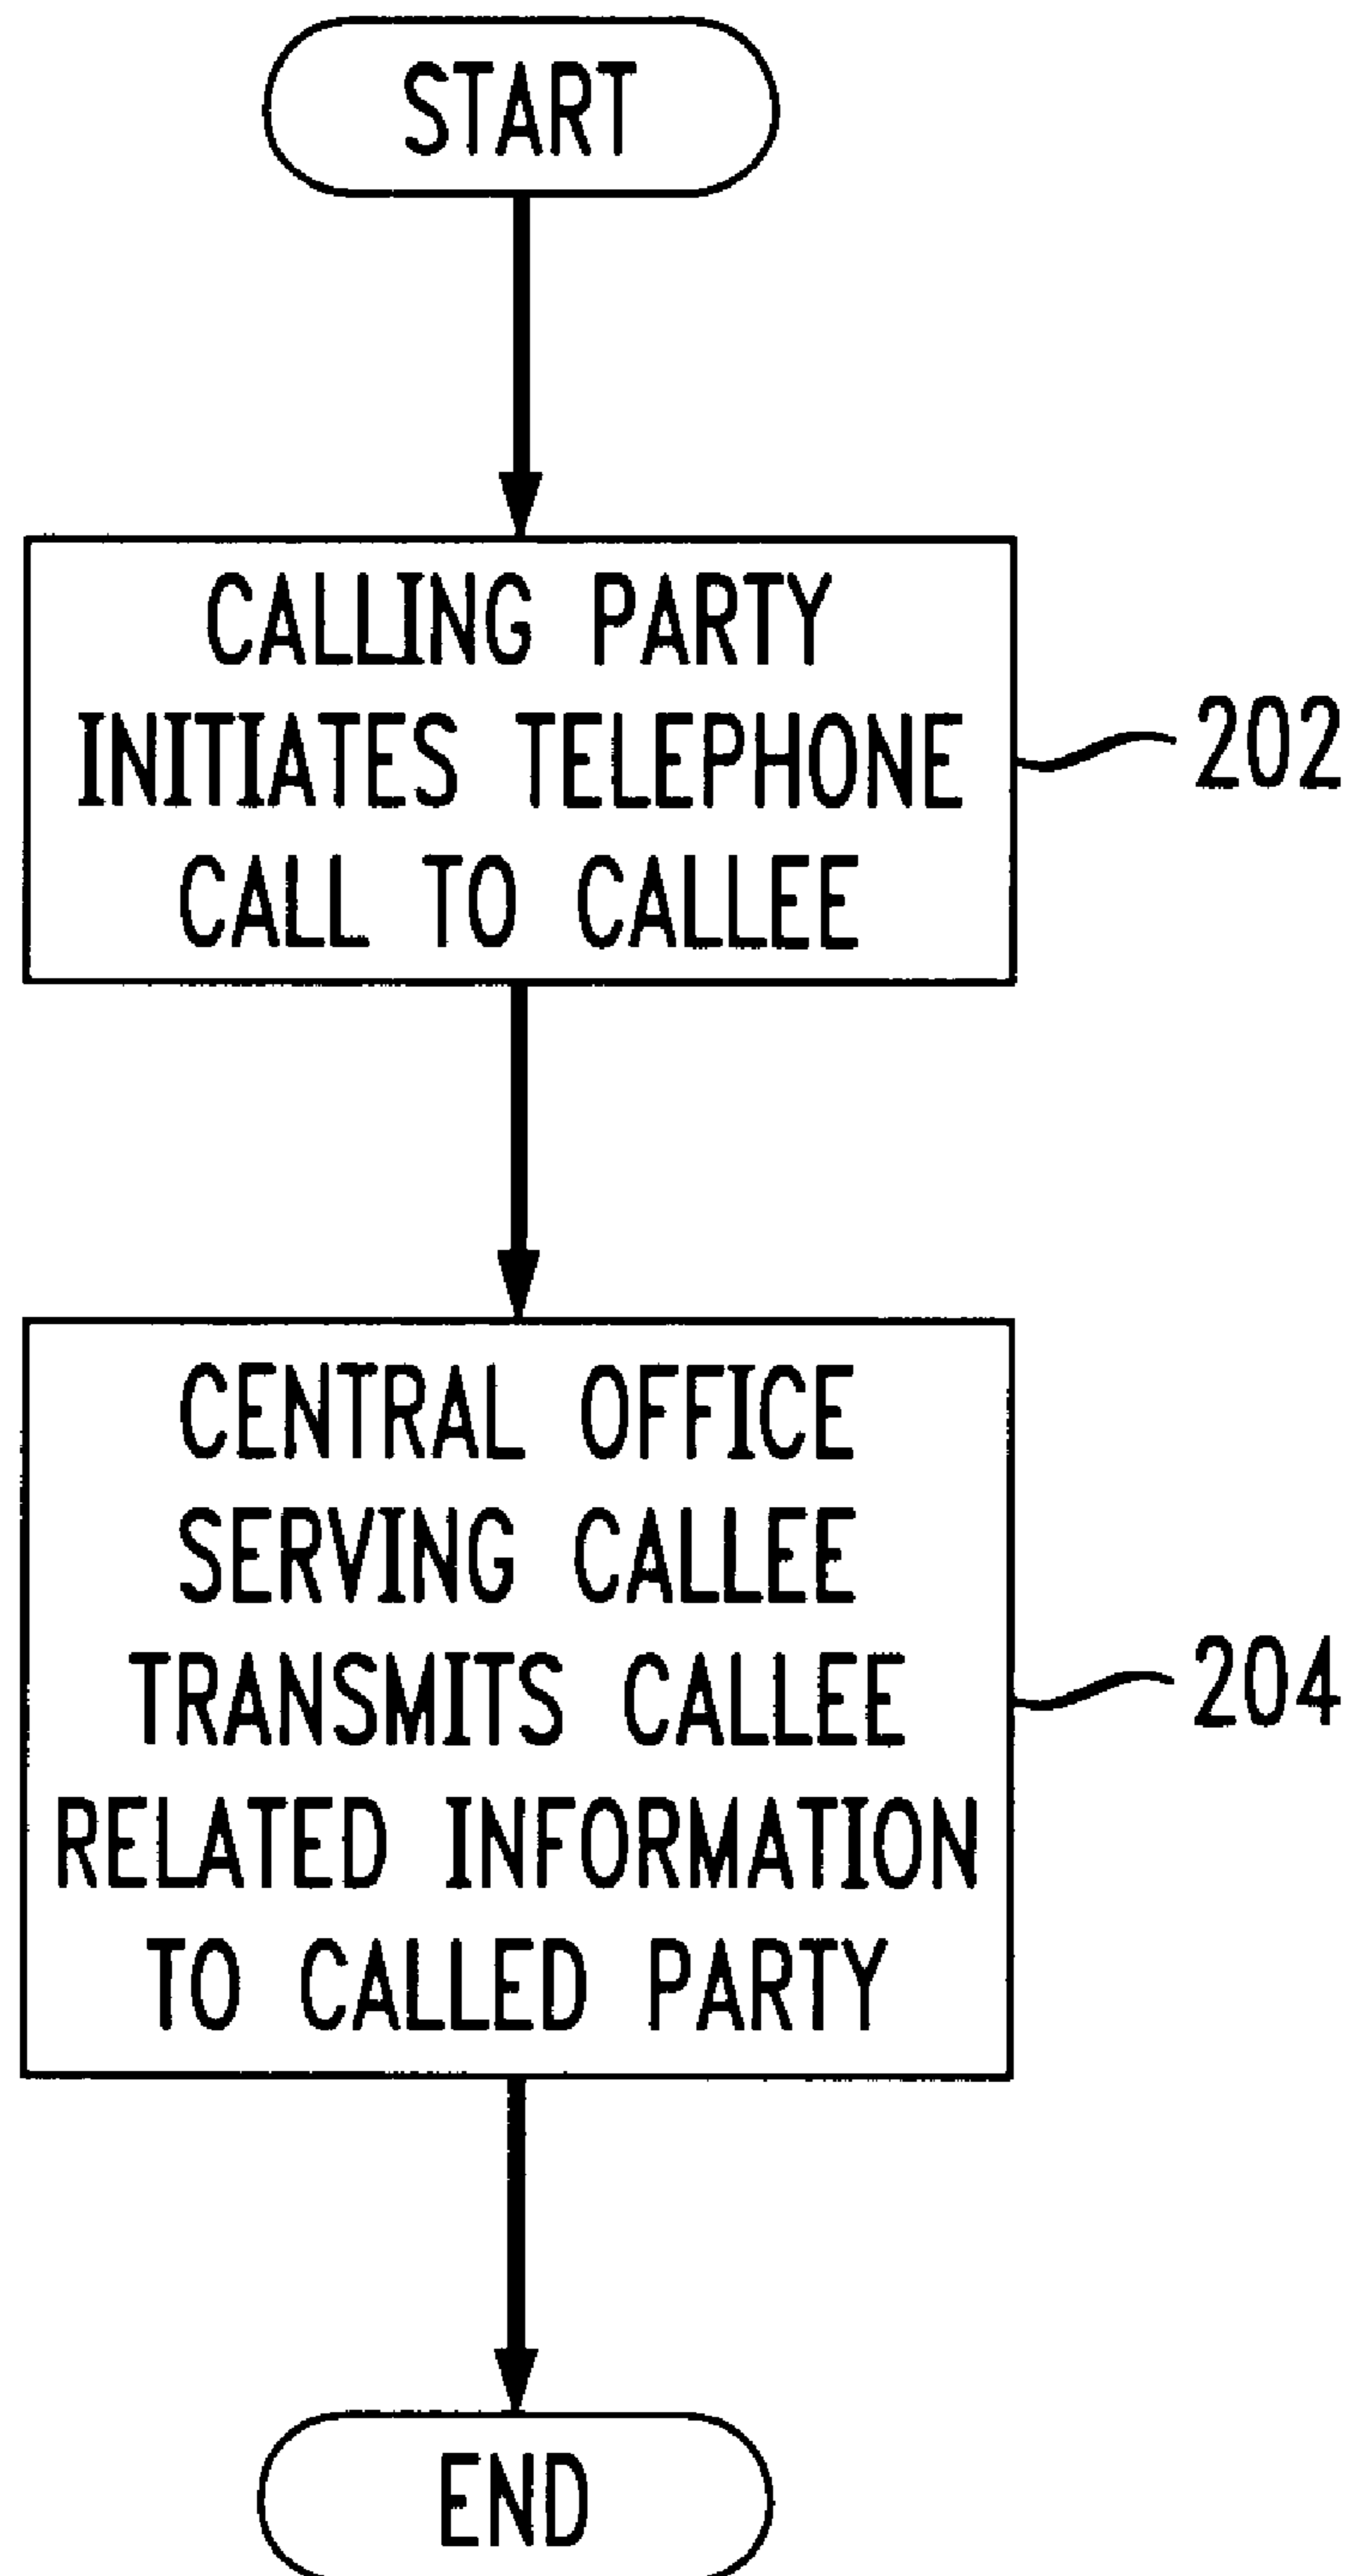 START
CALLING PARTY
INITIATES TELEPHONE
CALL TO CALLEE
202
CENTRAL OFFICE
SERVING CALLEE
TRANSMITS CALLEE
RELATED INFORMATION
TO CALLED PARTY
204
END